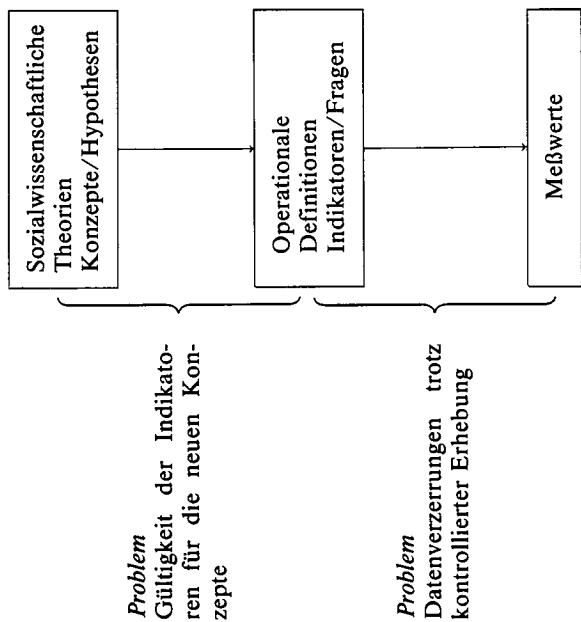 Sozialwissenschaftliche
Theorien
Konzepte/Hypothesen
Operationale
Definitionen
Indikatoren/Fragen
Meßwerte
Problem
Gültigkeit der Indikato-
ren für die neuen Kon-
zepte
Problem
Datenverzerrungen trotz
kontrollierter Erhebung